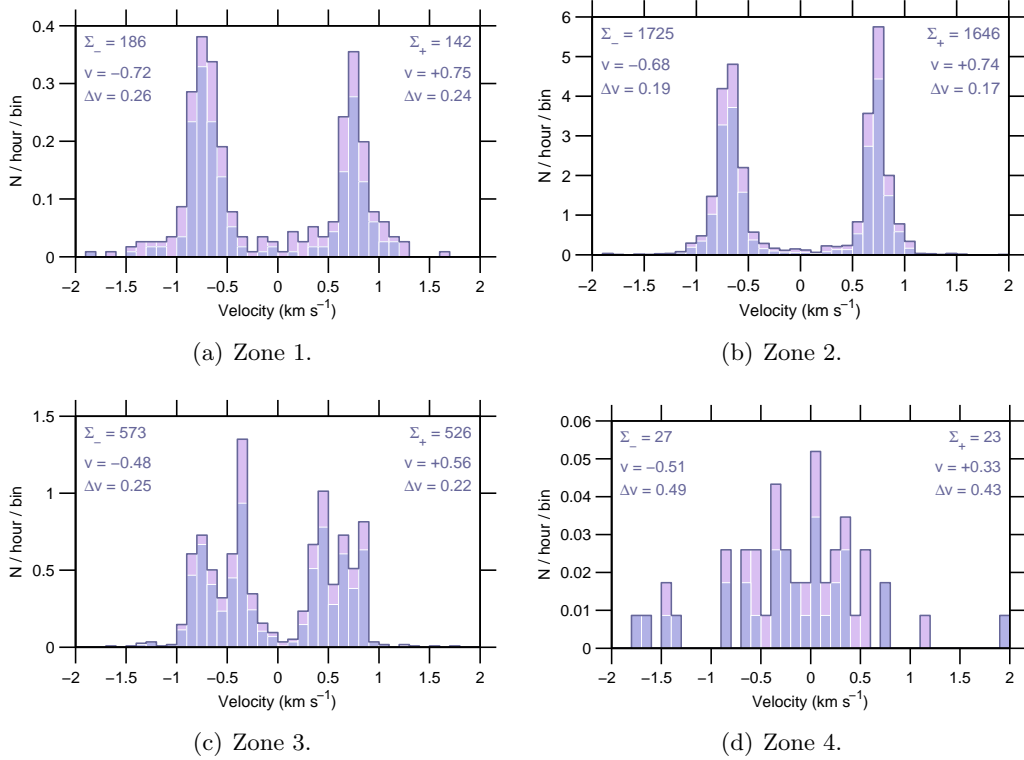 0.4
0.3
0.2
0.1
0
N / hour / bin
Σ₋ = 186
v = −0.72
Δv = 0.26
Σ₊ = 142
v = +0.75
Δv = 0.24
−2 −1.5 −1 −0.5 0 0.5 1 1.5 2
Velocity (km s⁻¹)
(a) Zone 1.
6
5
4
3
2
1
0
N / hour / bin
Σ₋ = 1725
v = −0.68
Δv = 0.19
Σ₊ = 1646
v = +0.74
Δv = 0.17
−2 −1.5 −1 −0.5 0 0.5 1 1.5 2
Velocity (km s⁻¹)
(b) Zone 2.
1.5
1
0.5
0
N / hour / bin
Σ₋ = 573
v = −0.48
Δv = 0.25
Σ₊ = 526
v = +0.56
Δv = 0.22
−2 −1.5 −1 −0.5 0 0.5 1 1.5 2
Velocity (km s⁻¹)
(c) Zone 3.
0.06
0.05
0.04
0.03
0.02
0.01
0
N / hour / bin
Σ₋ = 27
v = −0.51
Δv = 0.49
Σ₊ = 23
v = +0.33
Δv = 0.43
−2 −1.5 −1 −0.5 0 0.5 1 1.5 2
Velocity (km s⁻¹)
(d) Zone 4.